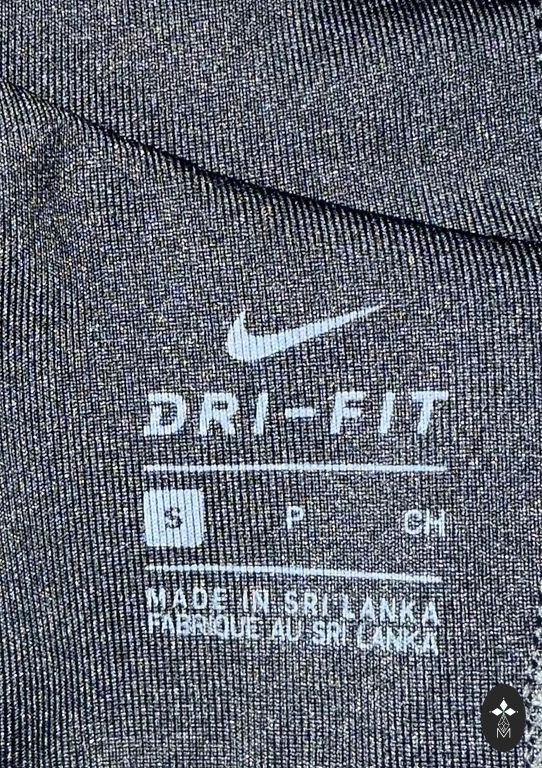 DRI-FIT
S P CH
MADE IN SRI LANKA
FABRIQUE AU SRI LANKA
M